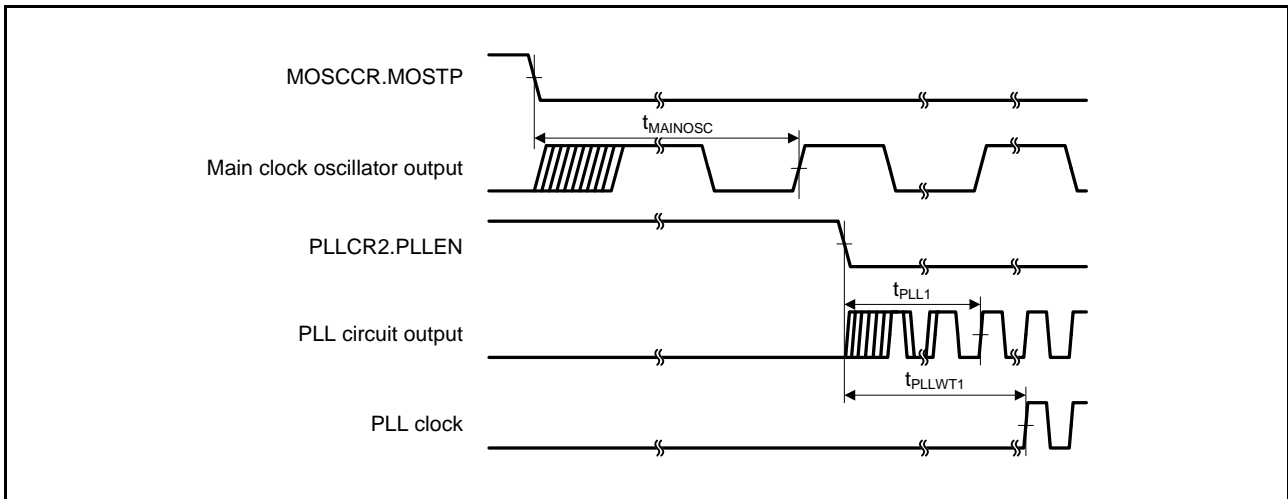 MOSCCR.MOSTP
tMAINOSC
Main clock oscillator output
PLLCR2.PLLEN
tPLL1
PLL circuit output
tPLLWT1
PLL clock